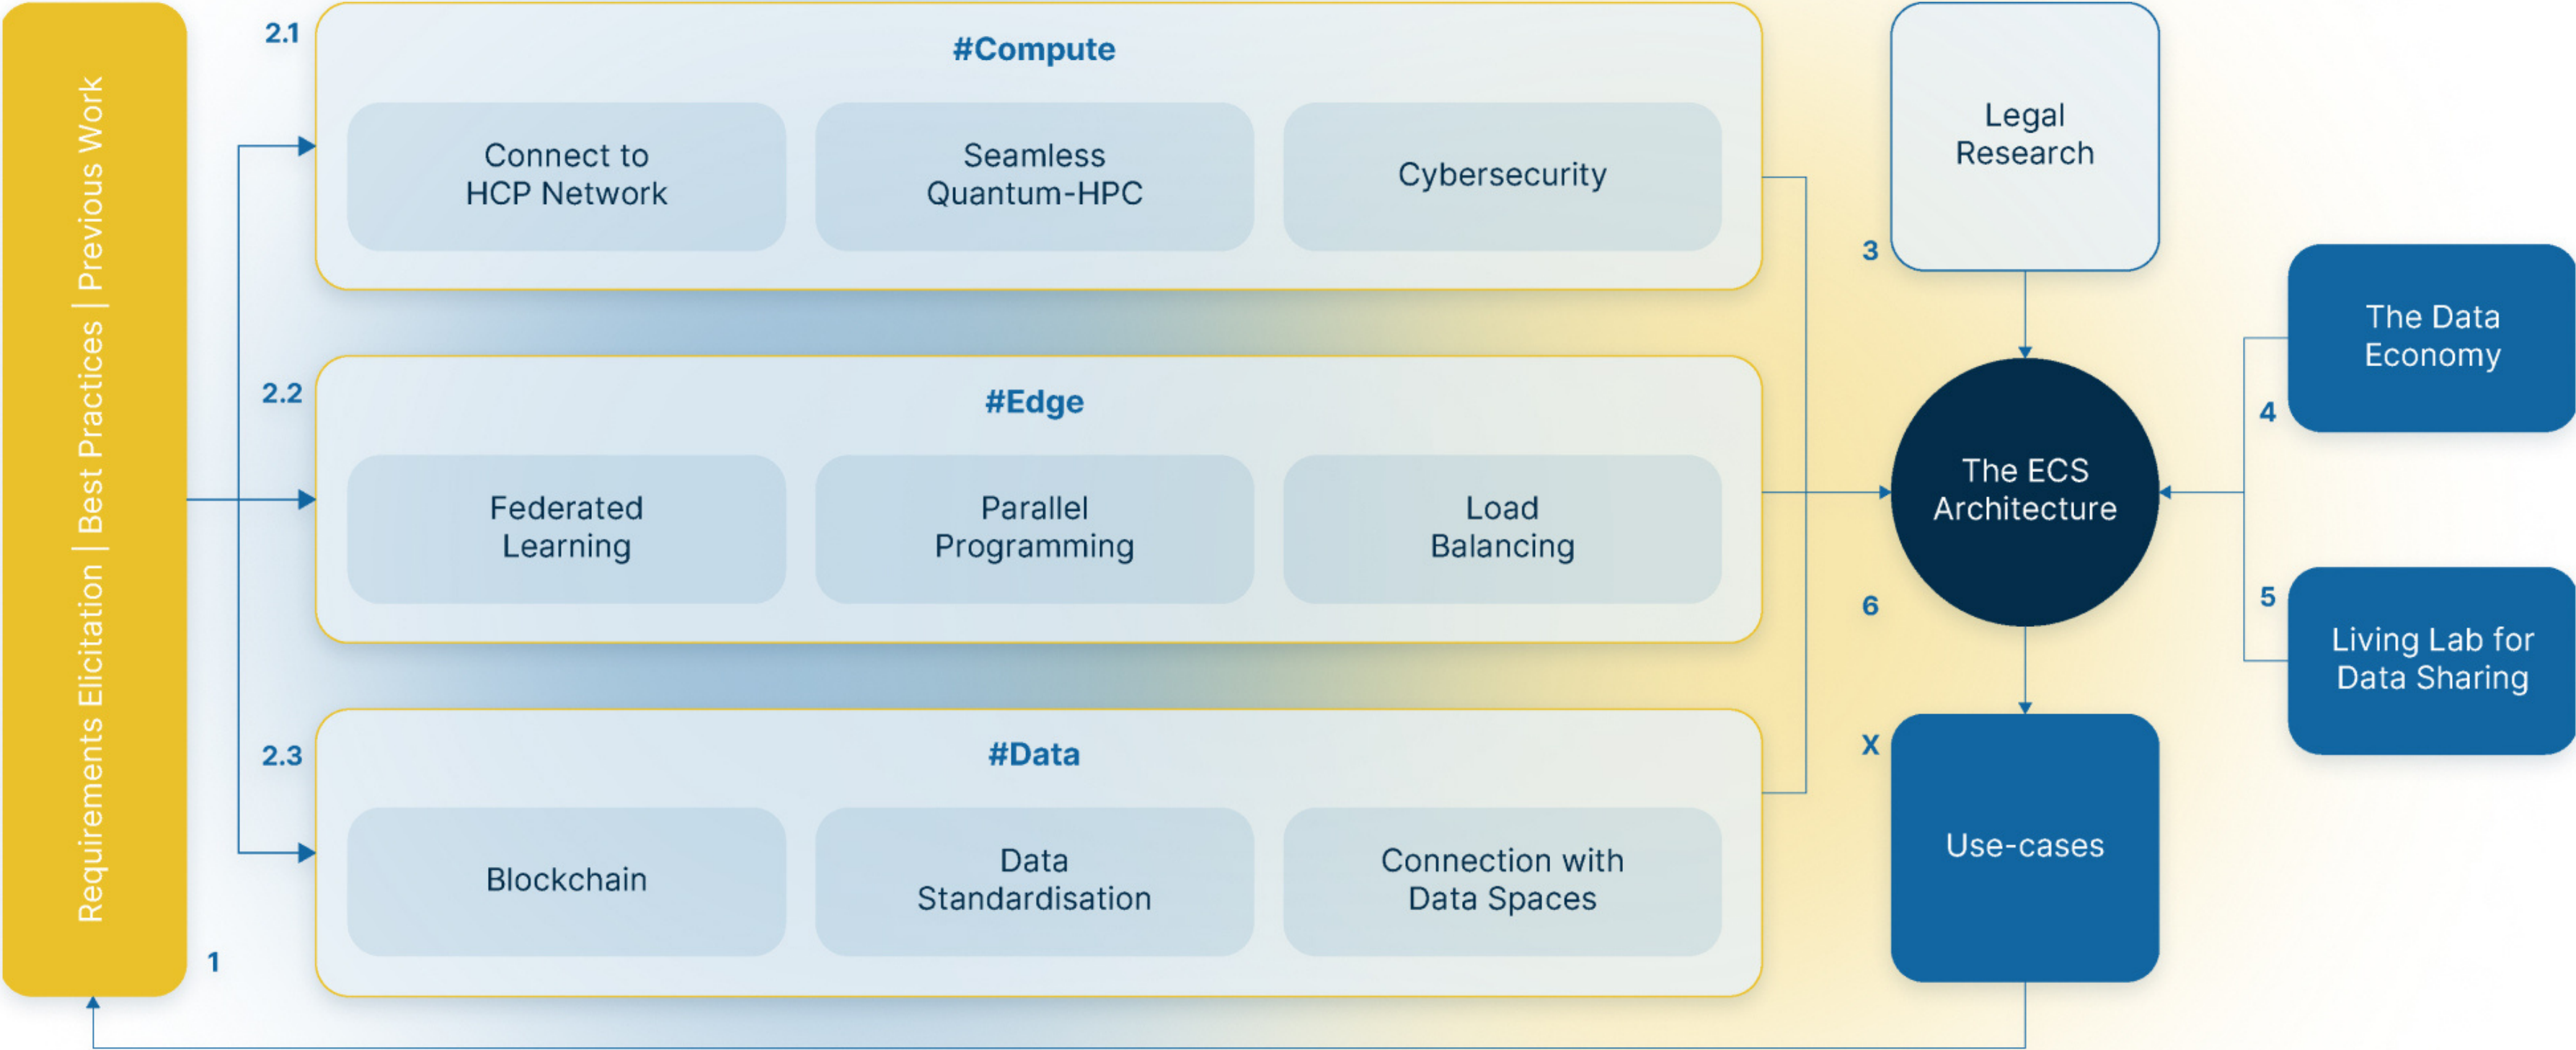 Requirements Elicitation | Best Practices | Previous Work
1
2.1
#Compute
Connect to
HCP Network
Seamless
Quantum-HPC
Cybersecurity
2.2
#Edge
Federated
Learning
Parallel
Programming
Load
Balancing
2.3
#Data
Blockchain
Data
Standardisation
Connection with
Data Spaces
Legal
Research
3
The ECS
Architecture
6
X
Use-cases
The Data
Economy
4
5
Living Lab for
Data Sharing